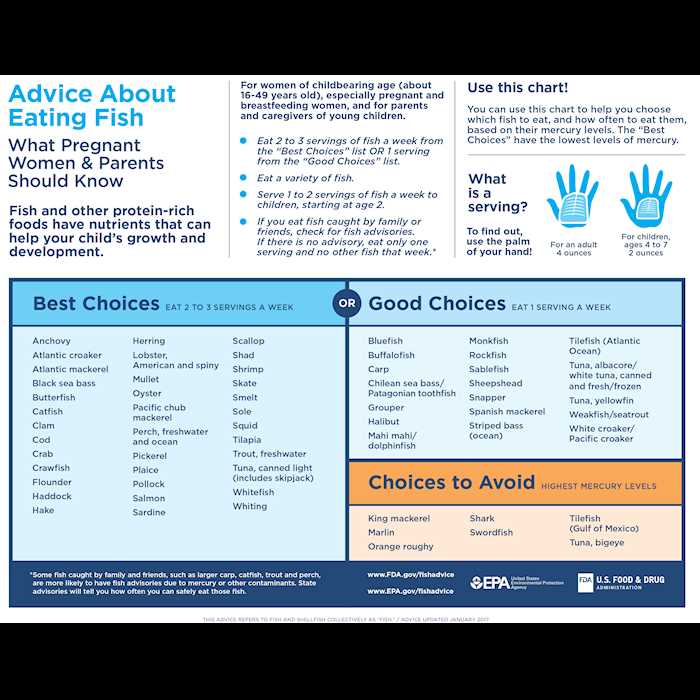 Advice About
Eating Fish
What Pregnant
Women & Parents
Should Know
Fish and other protein-rich
foods have nutrients that can
help your child's growth and
development.
For women of childbearing age (about
16-49 years old), especially pregnant and
breastfeeding women, and for parents
and caregivers of young children.
Eat 2 to 3 servings of fish a week from
the "Best Choices" list OR 1 serving
from the "Good Choices" list.
Eat a variety of fish.
Serve 1 to 2 servings of fish a week to
children, starting at age 2.
If you eat fish caught by family or
friends, check for fish advisories.
If there is no advisory, eat only one
serving and no other fish that week.*
Use this chart!
You can use this chart to help you choose
which fish to eat, and how often to eat them,
based on their mercury levels. The "Best
Choices" have the lowest levels of mercury.
What
is a
serving?
To find out,
use the palm
of your hand!
For an adult
4 ounces
For children,
ages 4 to 7
2 ounces
Best Choices EAT 2 TO 3 SERVINGS A WEEK
Anchovy
Atlantic croaker
Atlantic mackerel
Black sea bass
Butterfish
Catfish
Clam
Cod
Crab
Crawfish
Flounder
Haddock
Hake
Herring
Lobster,
American and spiny
Mullet
Oyster
Pacific chub
mackerel
Perch, freshwater
and ocean
Pickerel
Plaice
Pollock
Salmon
Sardine
Scallop
Shad
Shrimp
Skate
Smelt
Sole
Squid
Tilapia
Trout, freshwater
Tuna, canned light
(includes skipjack)
Whitefish
Whiting
OR
Good Choices EAT 1 SERVING A WEEK
Bluefish
Buffalofish
Carp
Chilean sea bass/
Patagonian toothfish
Grouper
Halibut
Mahi mahi/
dolphinfish
Monkfish
Rockfish
Sablefish
Sheepshead
Snapper
Spanish mackerel
Striped bass
(ocean)
Tilefish (Atlantic
Ocean)
Tuna, albacore/
white tuna, canned
and fresh/frozen
Tuna, yellowfin
Weakfish/seatrout
White croaker/
Pacific croaker
Choices to Avoid HIGHEST MERCURY LEVELS
King mackerel
Marlin
Orange roughy
Shark
Swordfish
Tilefish
(Gulf of Mexico)
Tuna, bigeye
*Some fish caught by family and friends, such as larger carp, catfish, trout and perch,
are more likely to have fish advisories due to mercury or other contaminants. State
advisories will tell you how often you can safely eat those fish.
www.FDA.gov/fishadvice
www.EPA.gov/fishadvice
EPA United States
Environmental Protection
Agency
FDA U.S. FOOD & DRUG
ADMINISTRATION
THIS ADVICE REFERS TO FISH AND SHELLFISH COLLECTIVELY AS "FISH." / ADVICE UPDATED JANUARY 2017